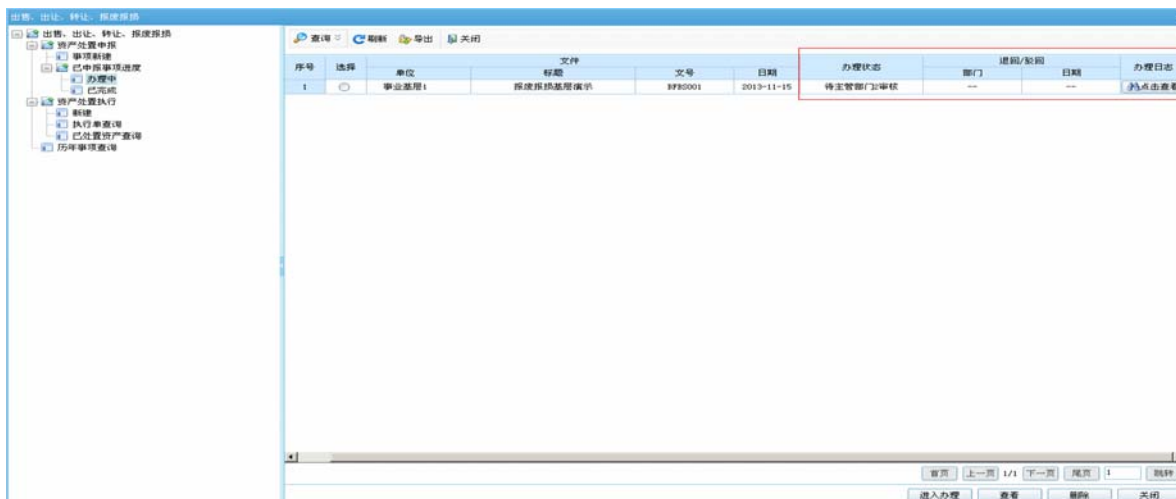 出售、出让、转让、报废报损
出售、出让、转让、报废报损
资产处置申报
事项新建
已申报事项进度
办理中
已完成
资产处置执行
新建
执行单查询
已处置资产查询
历年事项查询
查询 刷新 导出 关闭
序号 选择 文件 办理状态 退回/驳回 办理日志
单位 标题 文号 日期 部门 日期
1 事业基层1 报废报损基层演示 BFBS001 2013-11-15 待主管部门2审核 -- -- 点击查看
首页 上一页 1/1 下一页 尾页 1 跳转
进入办理 查看 删除 关闭